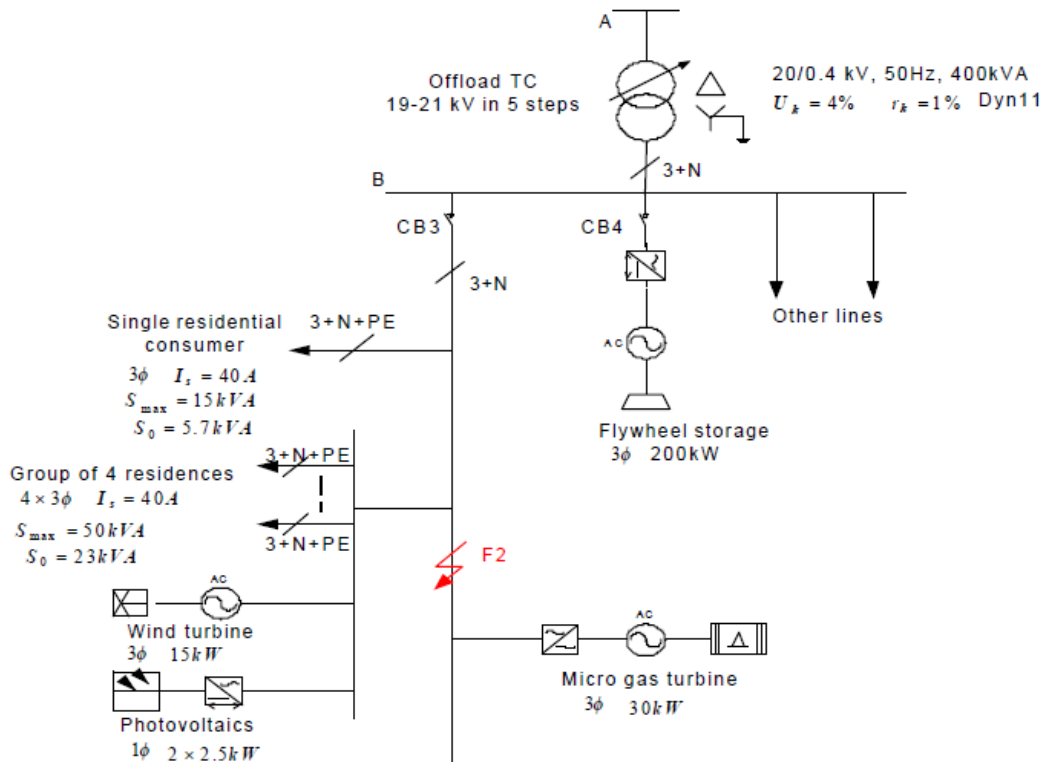 A
Offload TC
19-21 kV in 5 steps
20/0.4 kV, 50Hz, 400kVA
U_k = 4% r_k = 1% Dyn11
3+N
B
CB3
CB4
3+N
Single residential
consumer
3ϕ I_s = 40A
S_max = 15kVA
S_0 = 5.7kVA
3+N+PE
AC
Other lines
Flywheel storage
3ϕ 200kW
Group of 4 residences
4 × 3ϕ I_s = 40A
S_max = 50kVA
S_0 = 23kVA
3+N+PE
3+N+PE
F2
AC
Wind turbine
3ϕ 15kW
AC
Micro gas turbine
3ϕ 30kW
Photovoltaics
1ϕ 2 × 2.5kW